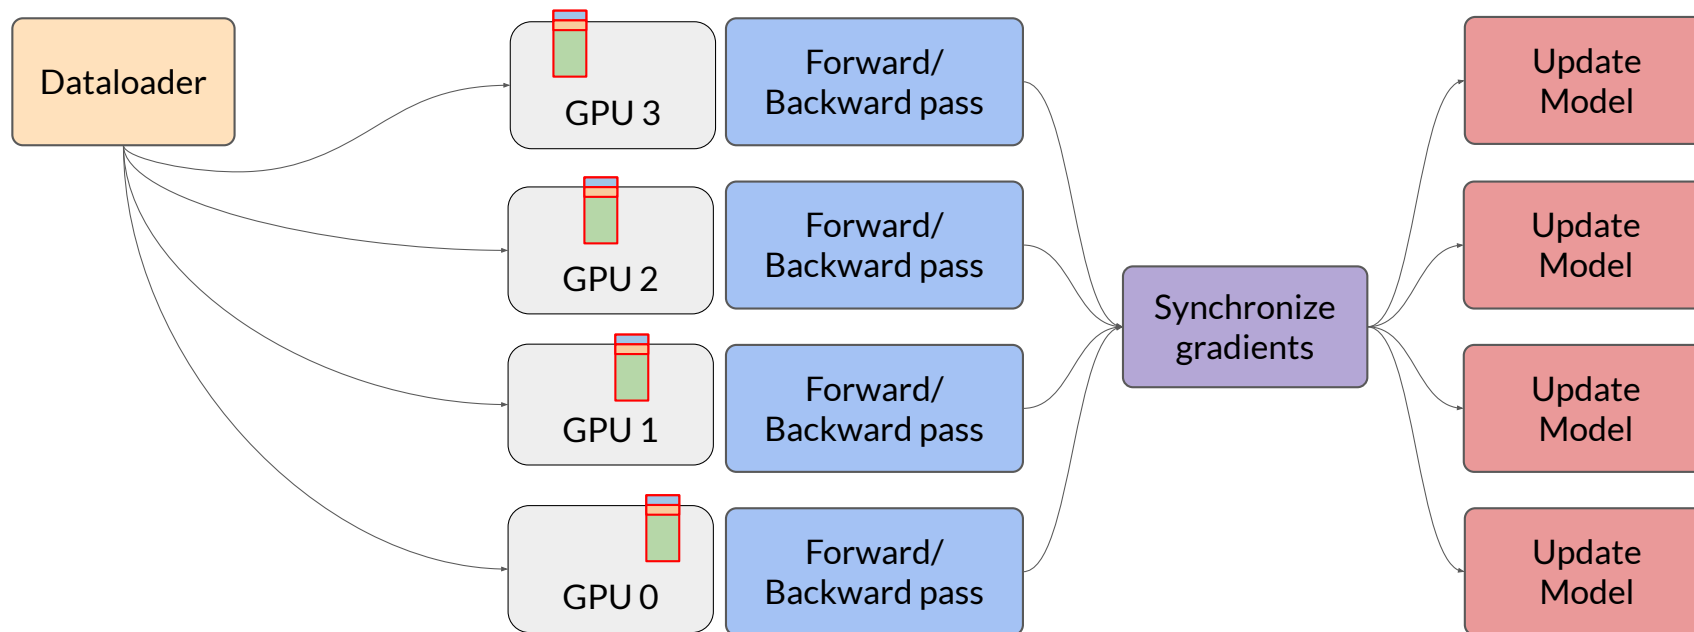 Dataloader
GPU 3
Forward/
Backward pass
Update
Model
GPU 2
Forward/
Backward pass
Update
Model
Synchronize
gradients
GPU 1
Forward/
Backward pass
Update
Model
GPU 0
Forward/
Backward pass
Update
Model